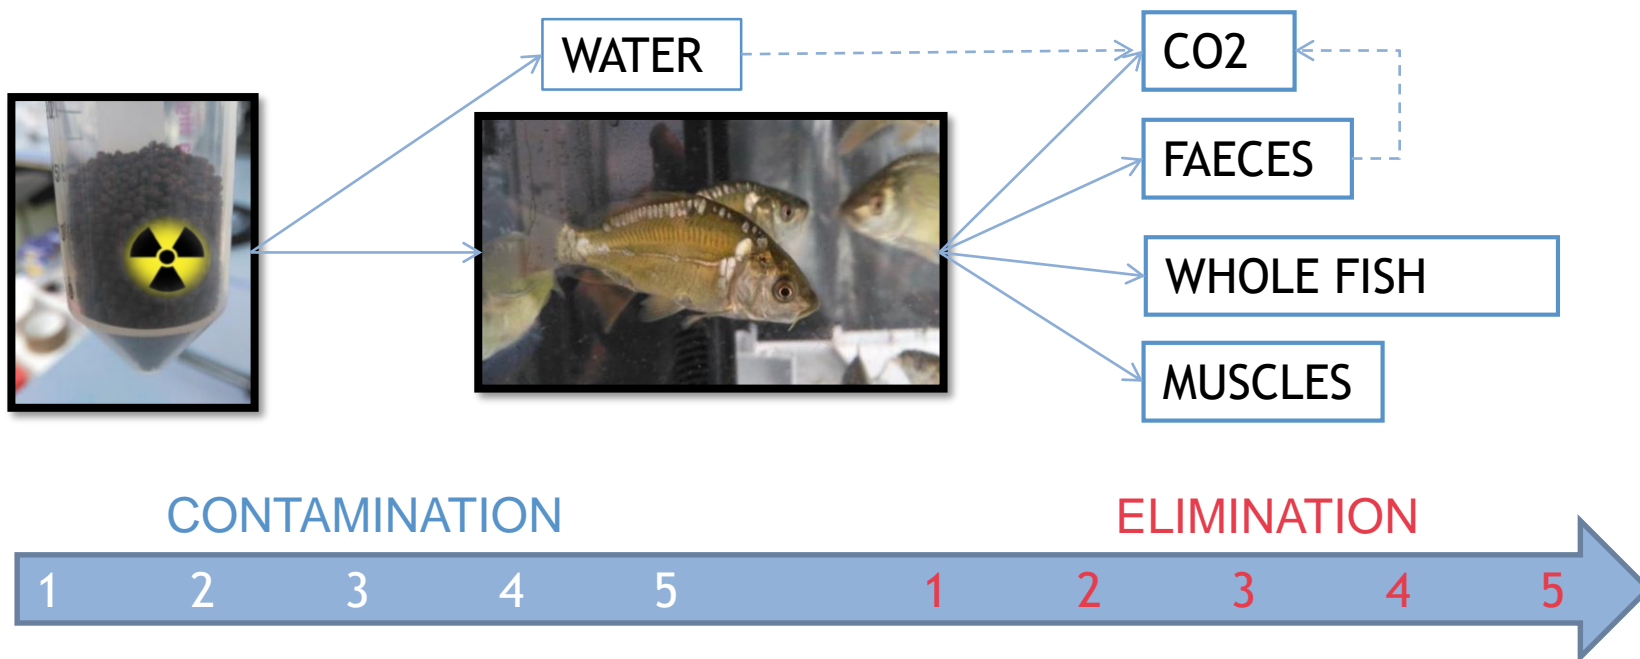 WATER
CO2
FAECES
WHOLE FISH
MUSCLES
CONTAMINATION
ELIMINATION
1 2 3 4 5 1 2 3 4 5